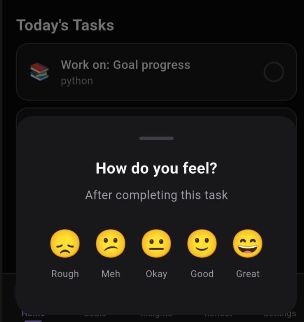 Today's Tasks
Work on: Goal progress
python
How do you feel?
After completing this task
Rough Meh Okay Good Great